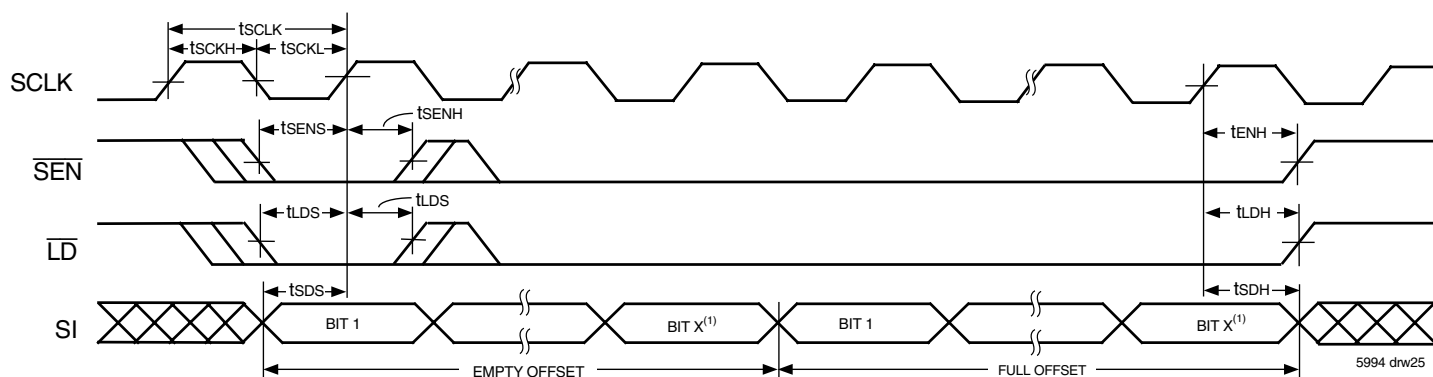 tSCLK
tSCKH tSCKL
SCLK
tSENS tSENH tENH
SEN
tLDS tLDS tLDH
LD
tSDS tSDH
SI BIT 1 BIT X(1) BIT 1 BIT X(1)
EMPTY OFFSET FULL OFFSET 5994 drw25